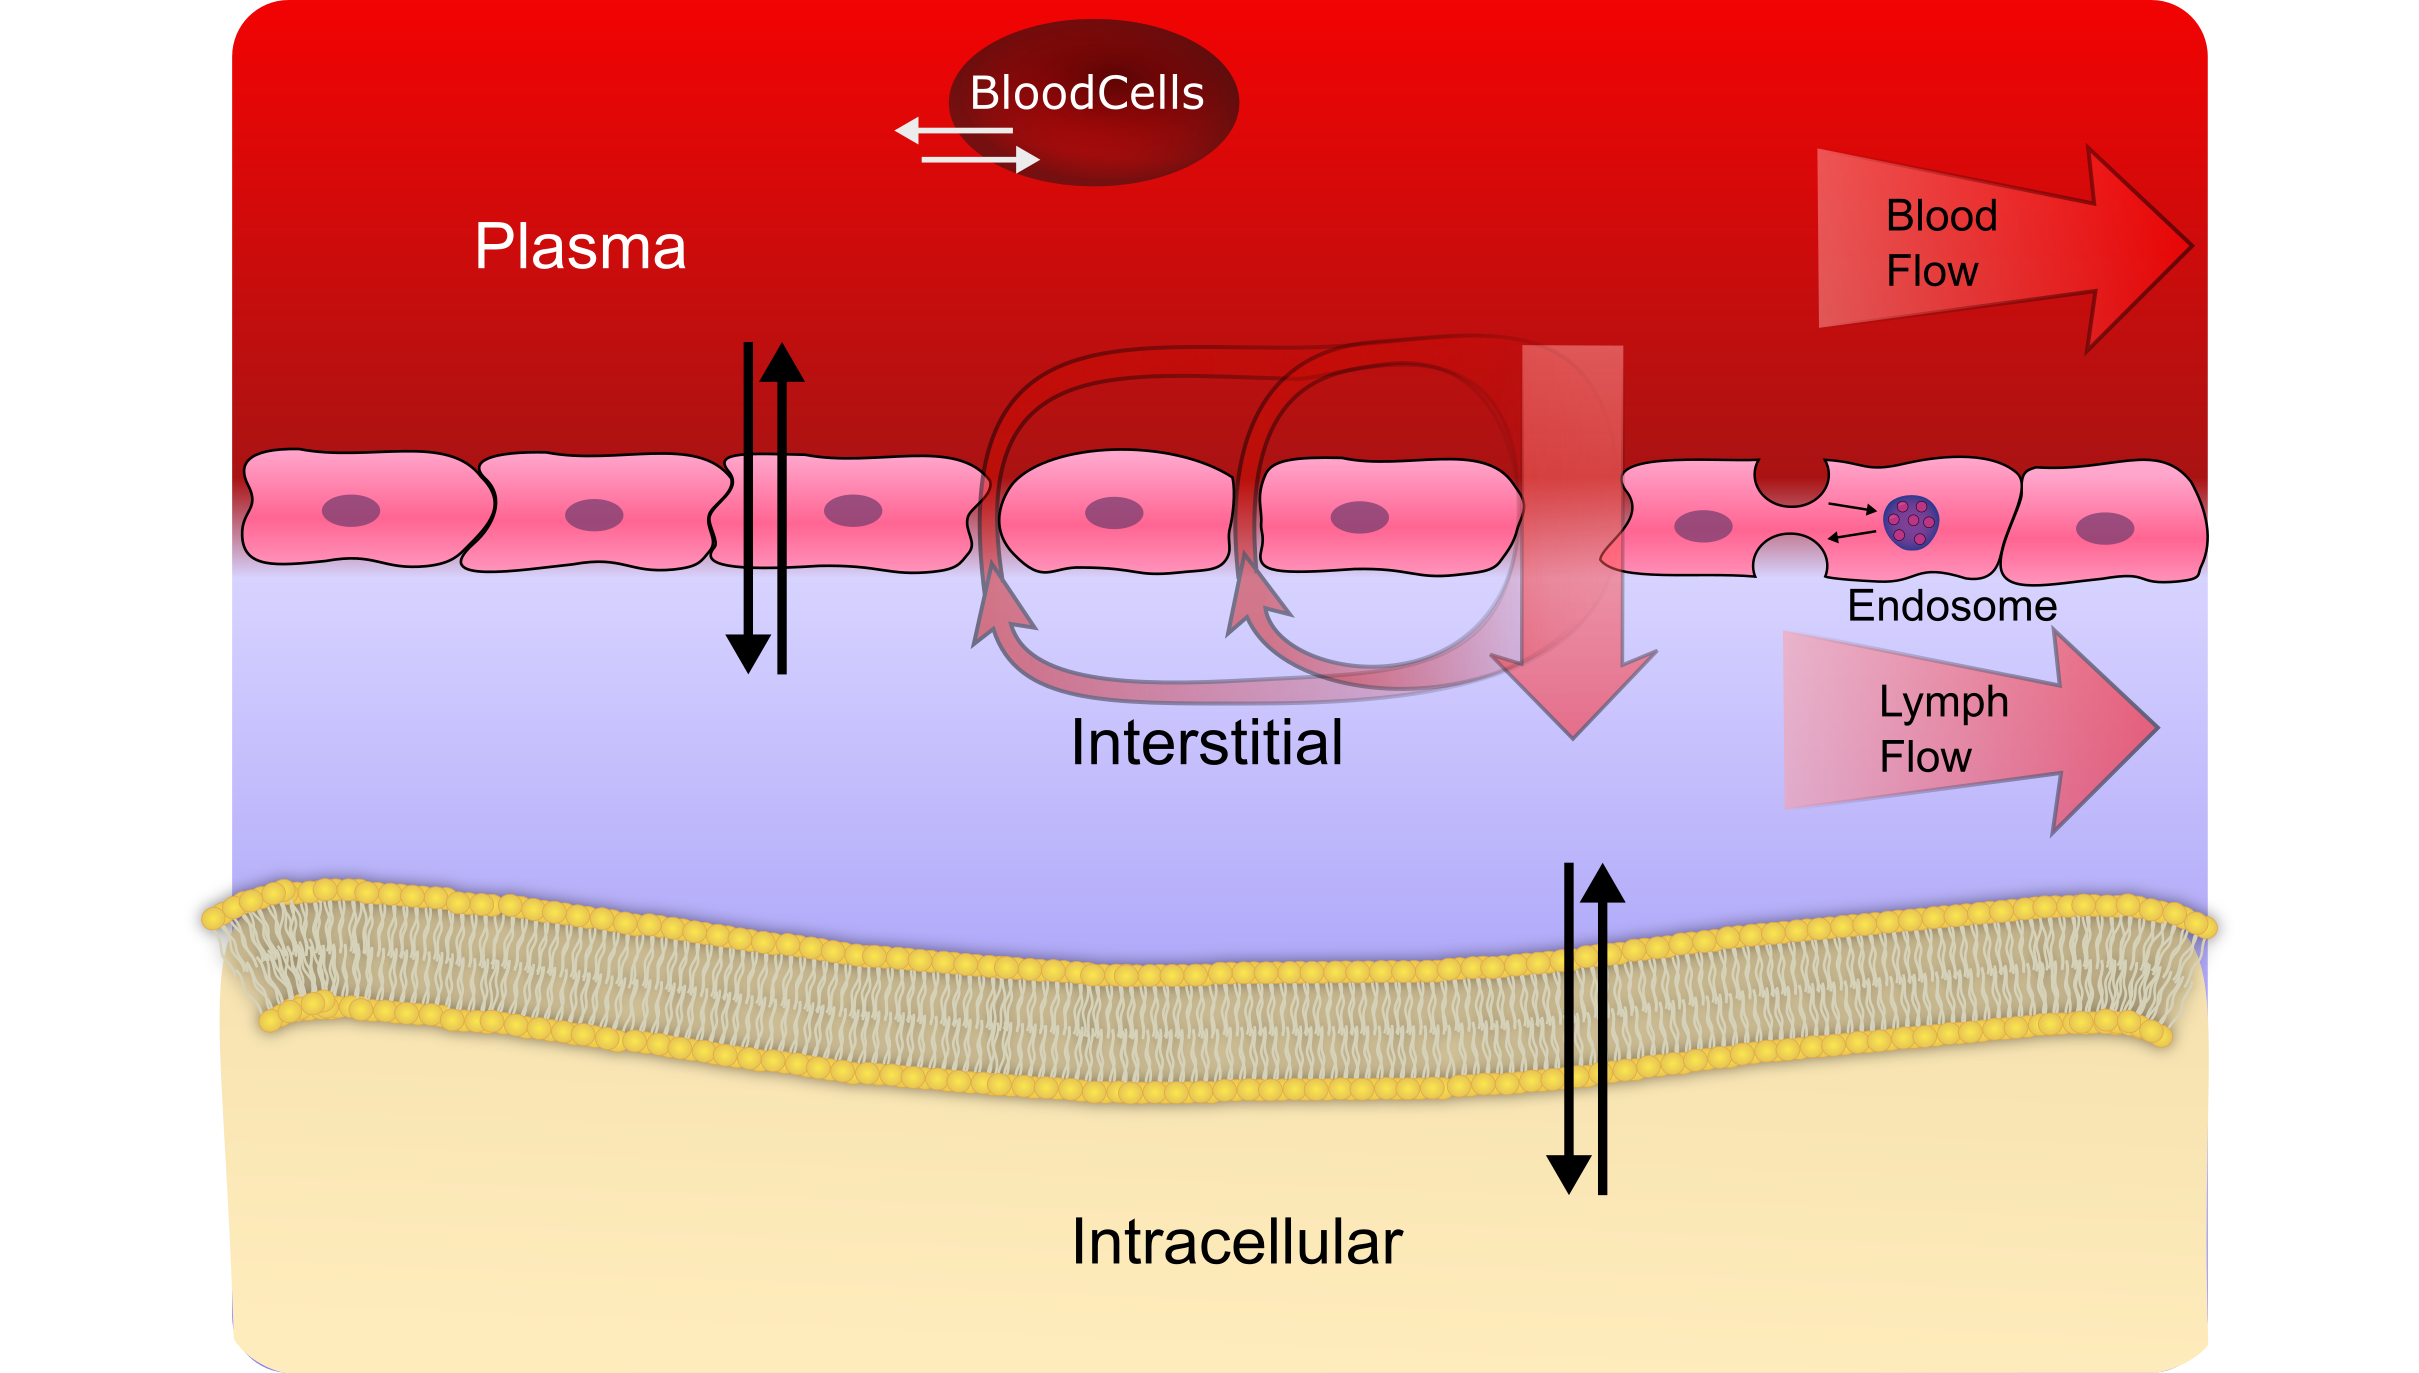 BloodCells
Plasma
Blood
Flow
Endosome
Lymph
Flow
Interstitial
Intracellular